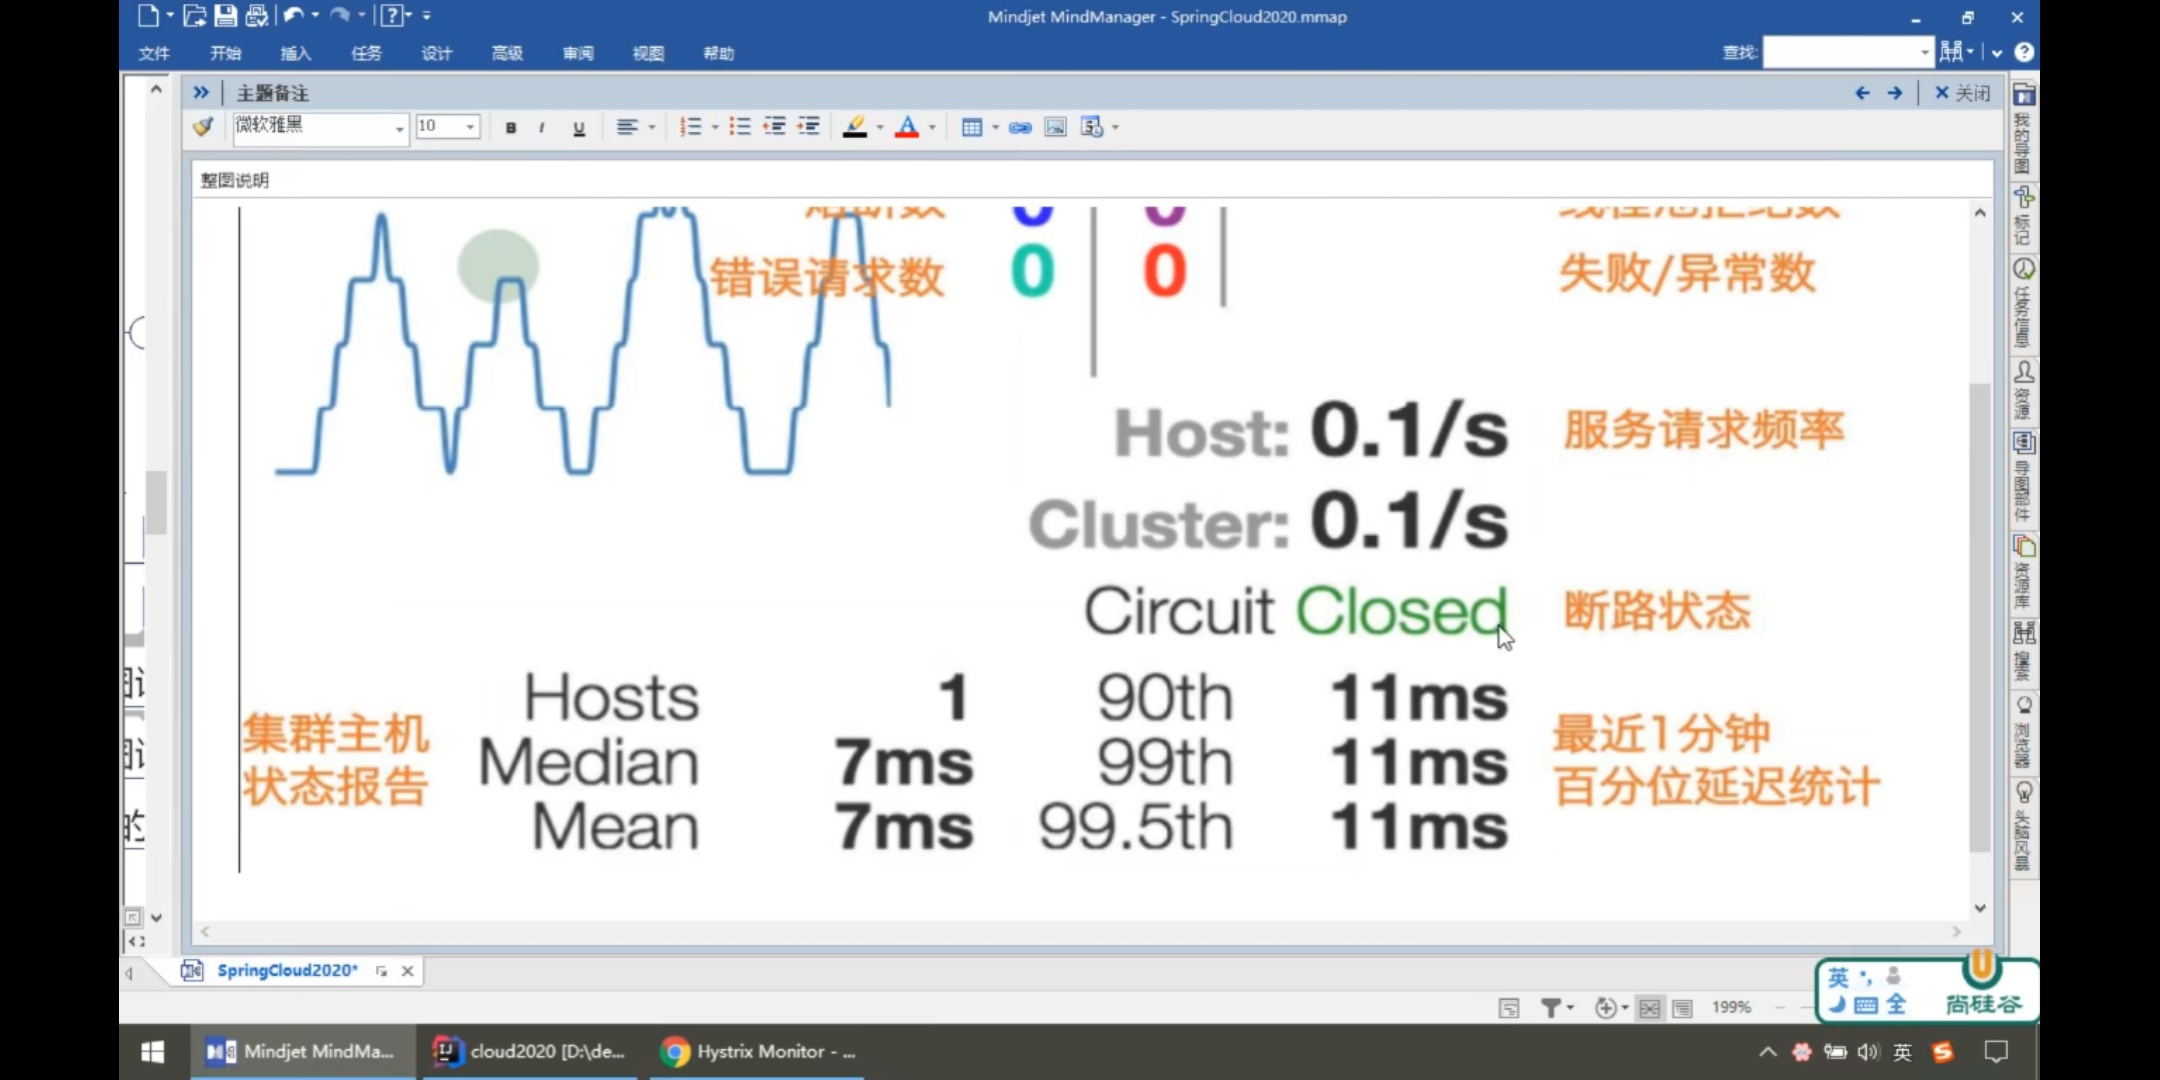 Mindjet MindManager - SpringCloud2020.mmap
文件 开始 插入 任务 设计 高级 审阅 视图 帮助 查找:
主题备注 关闭
微软雅黑 10 B I U
整图说明
错误请求数 0 0 失败/异常数
Host: 0.1/s 服务请求频率
Cluster: 0.1/s
Circuit Closed 断路状态
Hosts 1 90th 11ms
集群主机 最近1分钟
Median 7ms 99th 11ms
状态报告 百分位延迟统计
Mean 7ms 99.5th 11ms
我的导图
标记
任务信息
资源
导图部件
资源库
搜索
浏览器
头脑风暴
SpringCloud2020*
199%
英 全 尚硅谷
Mindjet MindMa... cloud2020 [D:\de... Hystrix Monitor - ... 英